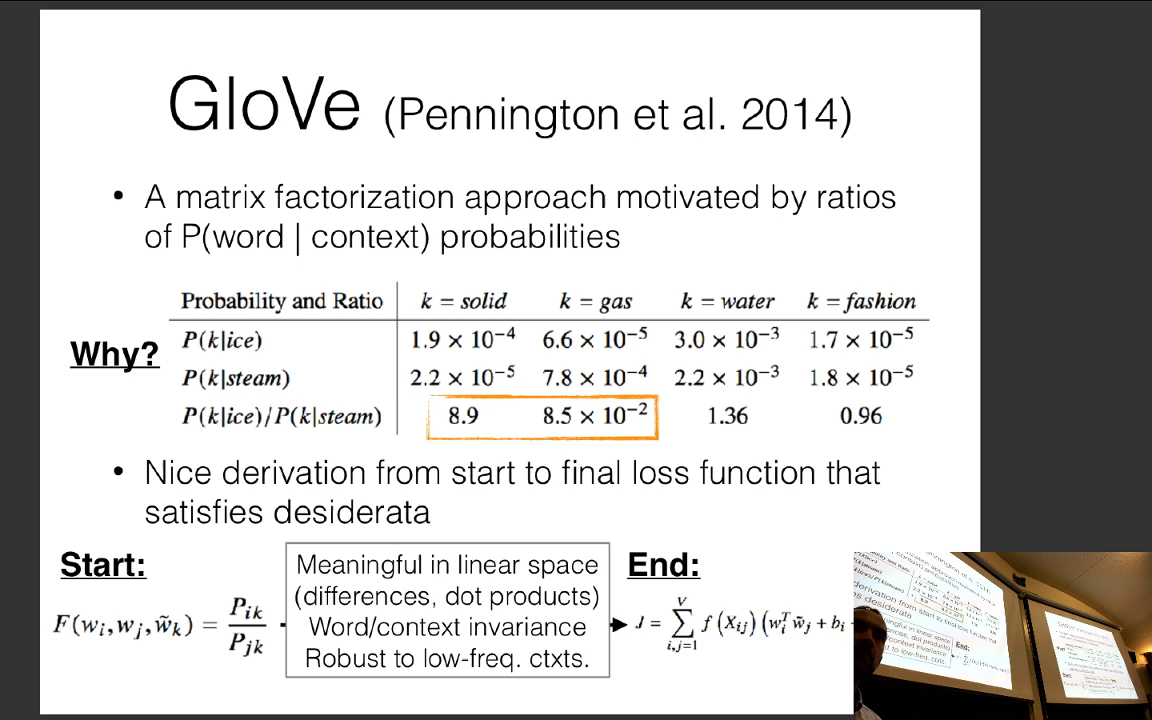 GloVe (Pennington et al. 2014)
• A matrix factorization approach motivated by ratios
of P(word | context) probabilities
Why?
Probability and Ratio k = solid k = gas k = water k = fashion
P(k|ice) 1.9 × 10⁻⁴ 6.6 × 10⁻⁵ 3.0 × 10⁻³ 1.7 × 10⁻⁵
P(k|steam) 2.2 × 10⁻⁵ 7.8 × 10⁻⁴ 2.2 × 10⁻³ 1.8 × 10⁻⁵
P(k|ice)/P(k|steam) 8.9 8.5 × 10⁻² 1.36 0.96
• Nice derivation from start to final loss function that
satisfies desiderata
Start:
F(wᵢ, wⱼ, w̃ₖ) = Pᵢₖ / Pⱼₖ
Meaningful in linear space
(differences, dot products)
Word/context invariance
Robust to low-freq. ctxts.
End:
J = ∑ᵢ,ⱼ₌₁ⱽ f (Xᵢⱼ) (wᵢᵀ w̃ⱼ + bᵢ